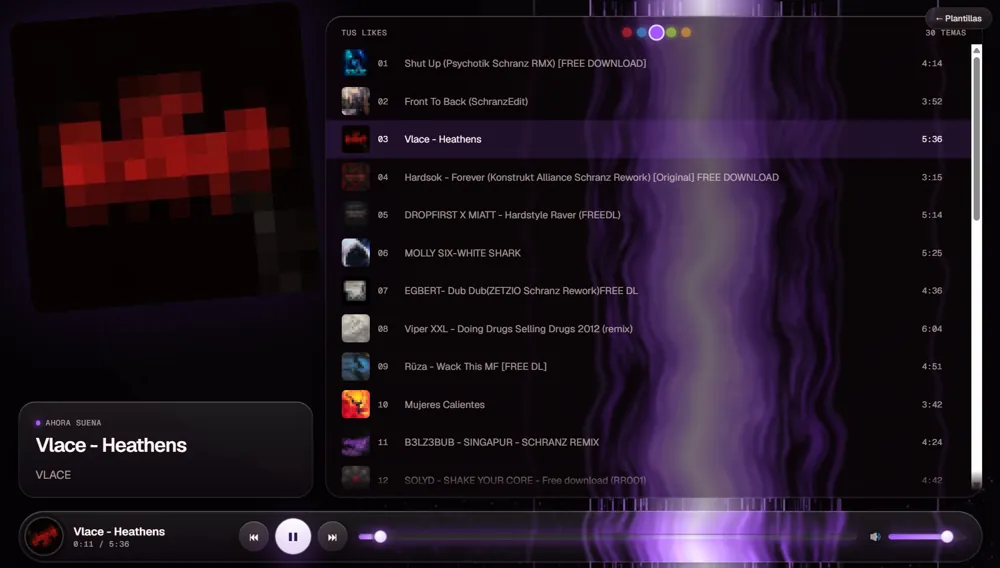 ← Plantillas
TUS LIKES
30 TEMAS
01 Shut Up (Psychotik Schranz RMX) [FREE DOWNLOAD] 4:14
02 Front To Back (SchranzEdit) 3:52
03 Vlace - Heathens 5:36
04 Hardsok - Forever (Konstrukt Alliance Schranz Rework) [Original] FREE DOWNLOAD 3:15
05 DROPFIRST X MIATT - Hardstyle Raver (FREEDL) 5:14
06 MOLLY SIX-WHITE SHARK 5:25
07 EGBERT- Dub Dub(ZETZIO Schranz Rework)FREE DL 4:36
08 Viper XXL - Doing Drugs Selling Drugs 2012 (remix) 6:04
09 Rüza - Wack This MF [FREE DL] 4:51
10 Mujeres Calientes 3:42
11 B3LZ3BUB - SINGAPUR - SCHRANZ REMIX 4:24
12 SOLYD - SHAKE YOUR CORE - Free download (RR001) 4:42
AHORA SUENA
Vlace - Heathens
VLACE
Vlace - Heathens
0:11 / 5:36